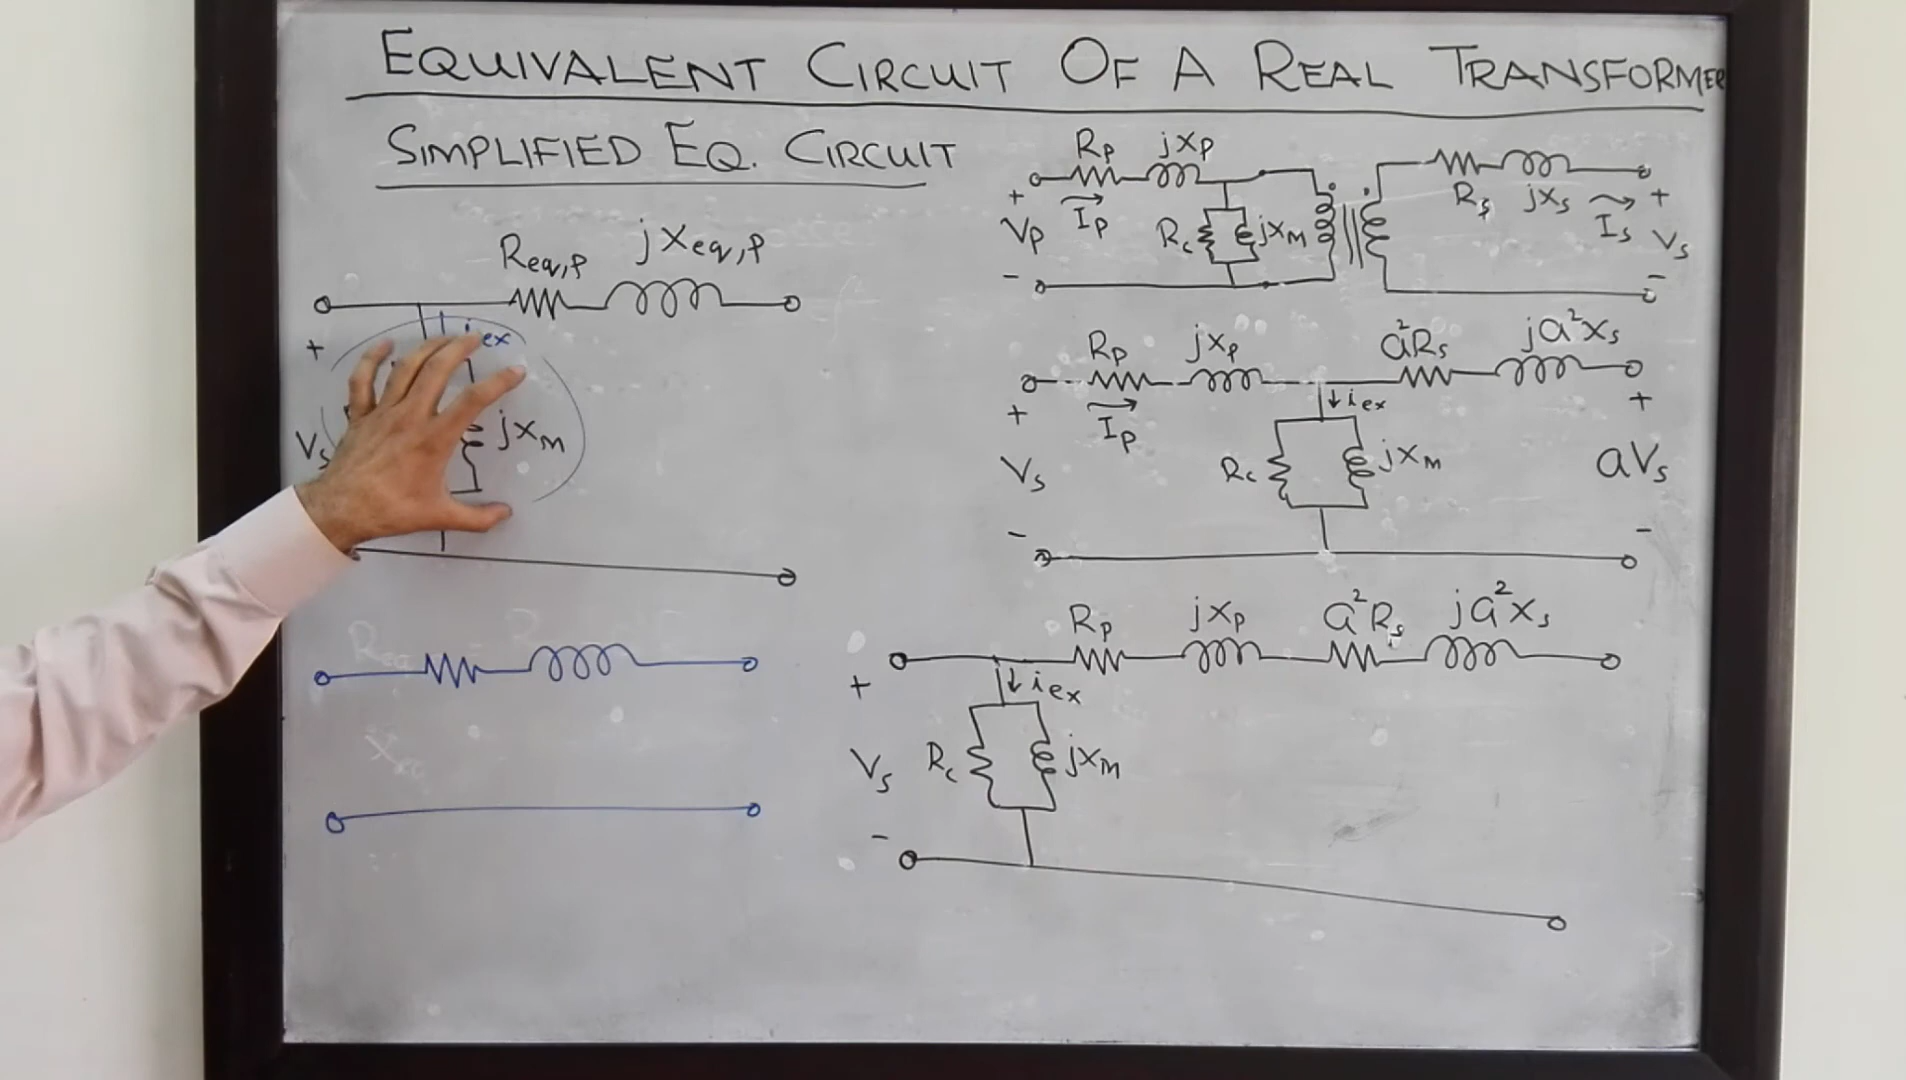 EQUIVALENT CIRCUIT OF A REAL TRANSFORMER
SIMPLIFIED EQ. CIRCUIT
Req,p jXeq,p
+
iex
Vs jXM
Rp jXp
+ Ip
Vp Rc jXM
-
Rs jXs Is +
Vs
-
Rp jXp a²Rs ja²Xs
+ Ip iex +
Vs Rc jXM aVs
- -
Rp jXp a²Rs ja²Xs
+ iex
Vs Rc jXM
-